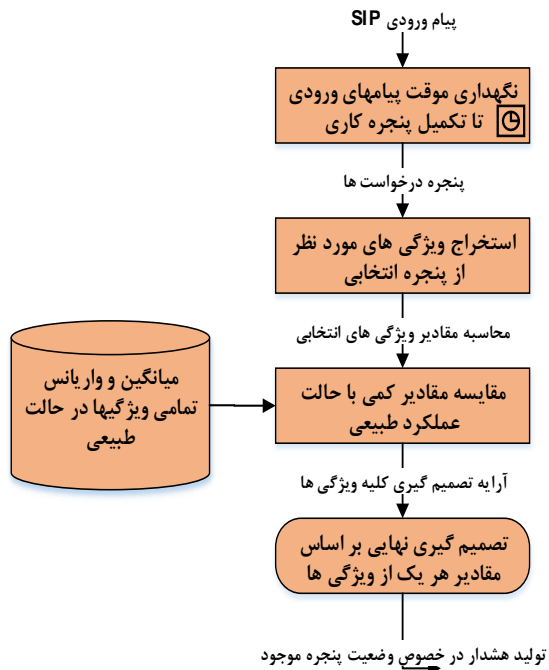 پیام ورودی SIP
نگهداری موقت پیامهای ورودی
تا تکمیل پنجره کاری
پنجره درخواست ها
استخراج ویژگی های مورد نظر
از پنجره انتخابی
محاسبه مقادیر ویژگی های انتخابی
میانگین و واریانس
تمامی ویژگیها در حالت
طبیعی
مقایسه مقادیر کمی با حالت
عملکرد طبیعی
آرایه تصمیم گیری کلیه ویژگی ها
تصمیم گیری نهایی بر اساس
مقادیر هر یک از ویژگی ها
تولید هشدار در خصوص وضعیت پنجره موجود